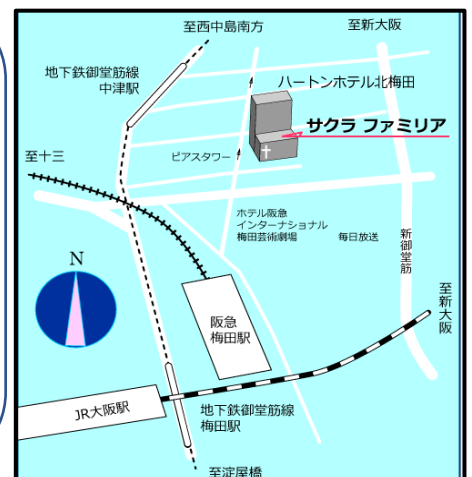 至西中島南方
至新大阪
地下鉄御堂筋線
中津駅
ハートンホテル北梅田
サクラ ファミリア
至十三
ピアスタワー
ホテル阪急
インターナショナル
梅田芸術劇場
毎日放送
新御堂筋
N
至新大阪
阪急
梅田駅
JR大阪駅
地下鉄御堂筋線
梅田駅
至淀屋橋